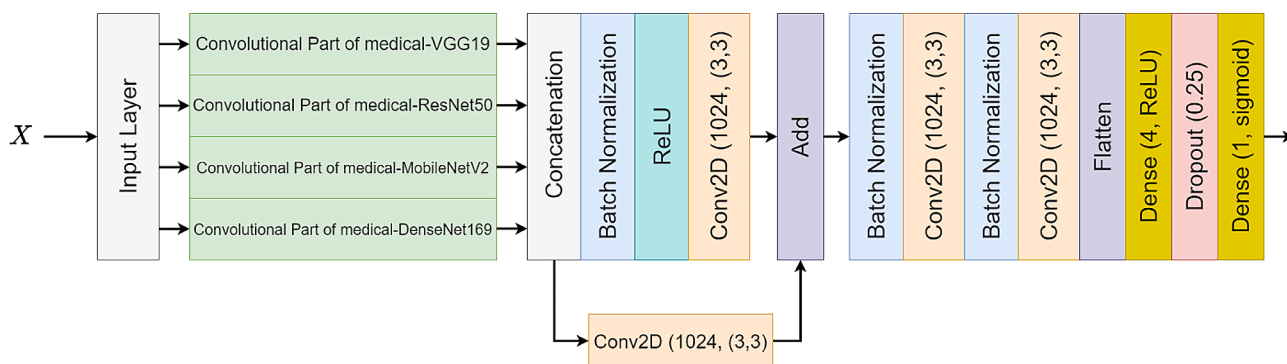 X
Input Layer
Convolutional Part of medical-VGG19
Convolutional Part of medical-ResNet50
Convolutional Part of medical-MobileNetV2
Convolutional Part of medical-DenseNet169
Concatenation
Batch Normalization
ReLU
Conv2D (1024, (3,3)
Conv2D (1024, (3,3)
Add
Batch Normalization
Conv2D (1024, (3,3)
Batch Normalization
Conv2D (1024, (3,3)
Flatten
Dense (4, ReLU)
Dropout (0.25)
Dense (1, sigmoid)